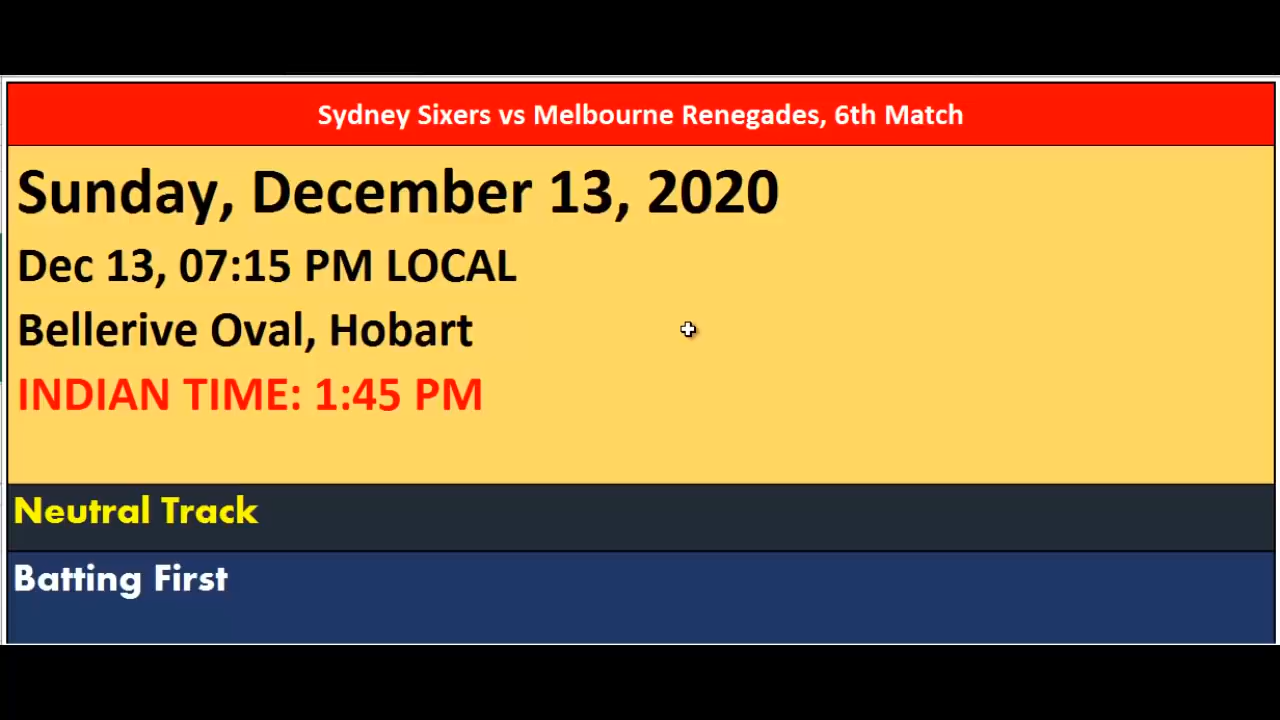 Sydney Sixers vs Melbourne Renegades, 6th Match
Sunday, December 13, 2020
Dec 13, 07:15 PM LOCAL
Bellerive Oval, Hobart
INDIAN TIME: 1:45 PM
Neutral Track
Batting First